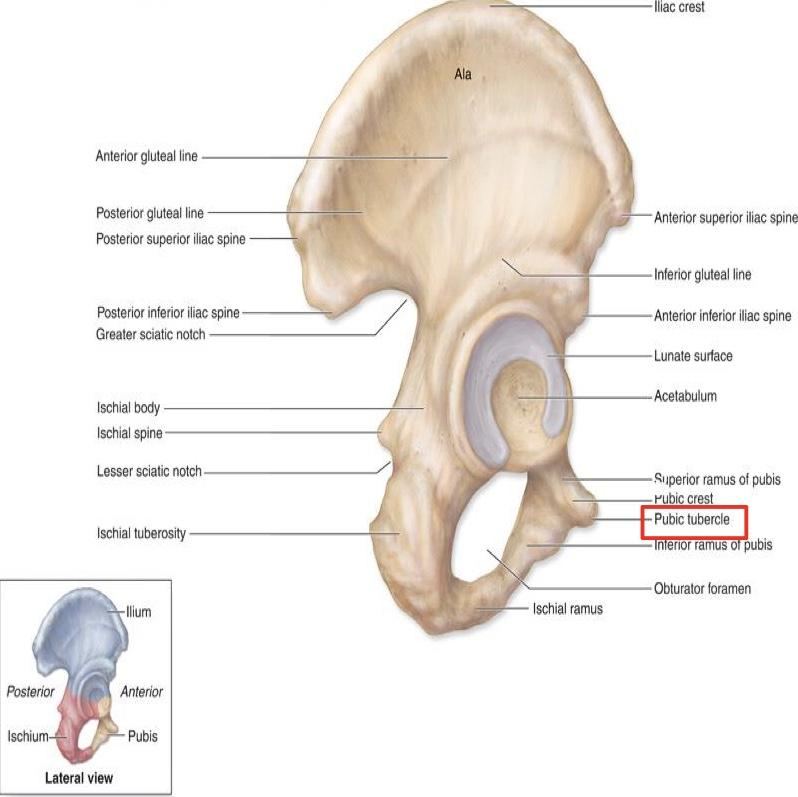 Iliac crest
Ala
Anterior gluteal line
Posterior gluteal line
Posterior superior iliac spine
Posterior inferior iliac spine
Greater sciatic notch
Ischial body
Ischial spine
Lesser sciatic notch
Ischial tuberosity
Anterior superior iliac spine
Inferior gluteal line
Anterior inferior iliac spine
Lunate surface
Acetabulum
Superior ramus of pubis
Pubic crest
Pubic tubercle
Inferior ramus of pubis
Obturator foramen
Ischial ramus
Ilium
Posterior
Anterior
Ischium
Pubis
Lateral view